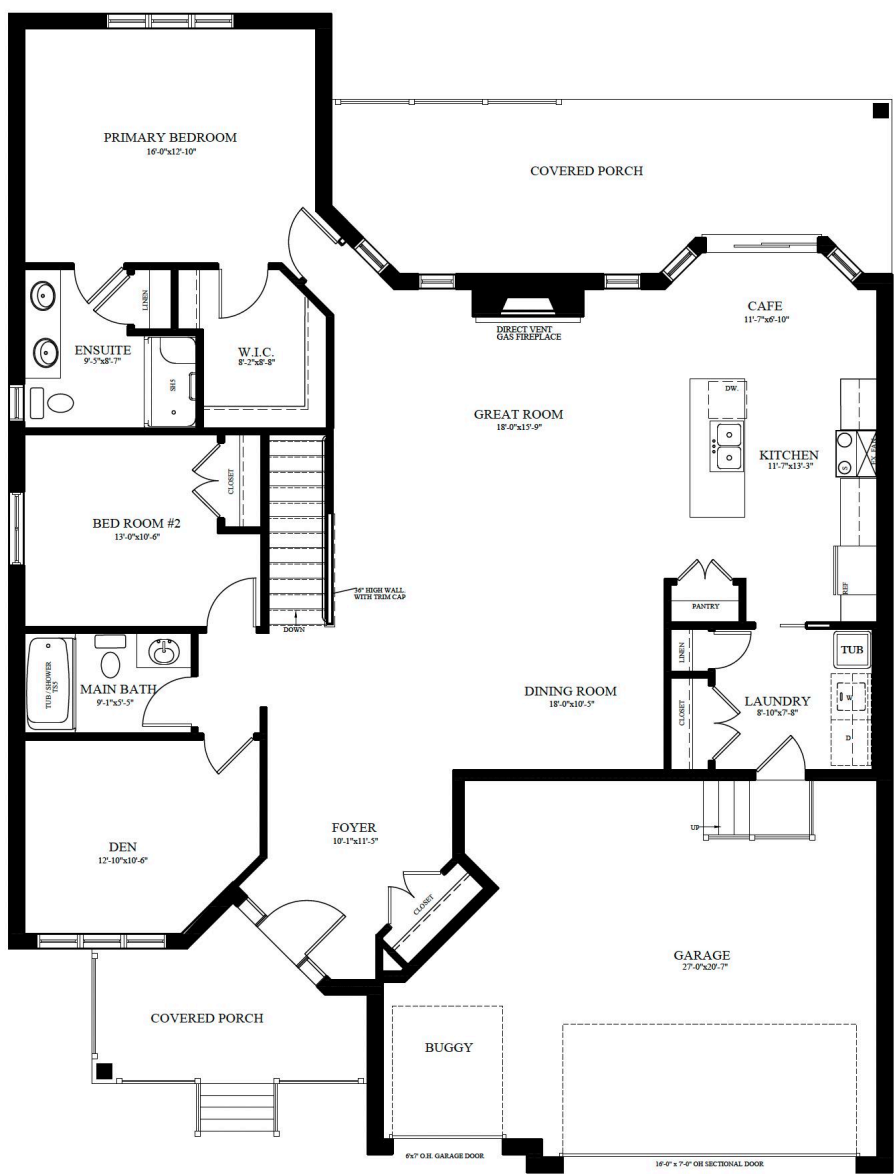 PRIMARY BEDROOM
16'-0"x12'-10"
COVERED PORCH
LINEN
ENSUITE
9'-5"x8'-7"
SH5
W.I.C.
8'-2"x8'-8"
DIRECT VENT
GAS FIREPLACE
CAFE
11'-7"x6'-10"
GREAT ROOM
18'-0"x15'-9"
DW.
KITCHEN
11'-7"x13'-3"
S
EX. FAN
REF
CLOSET
BED ROOM #2
13'-0"x10'-6"
36" HIGH WALL
WITH TRIM CAP
DOWN
PANTRY
TUB / SHOWER
TS5
MAIN BATH
9'-1"x5'-5"
LINEN
TUB
DINING ROOM
18'-0"x10'-5"
CLOSET
LAUNDRY
8'-10"x7'-8"
W
D
FOYER
10'-1"x11'-5"
UP
DEN
12'-10"x10'-6"
CLOSET
GARAGE
27'-0"x20'-7"
COVERED PORCH
BUGGY
6'x7' O.H. GARAGE DOOR
16'-0" x 7'-0" OH SECTIONAL DOOR